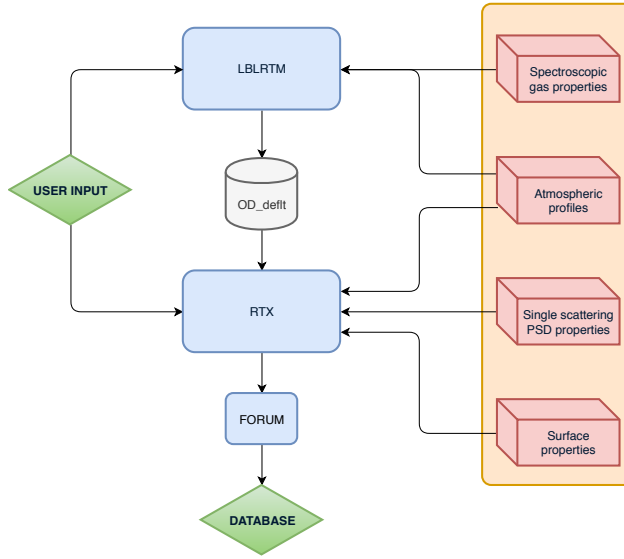 LBLRTM
Spectroscopic
gas properties
USER INPUT
OD_deflt
Atmospheric
profiles
RTX
Single scattering
PSD properties
FORUM
Surface
properties
DATABASE